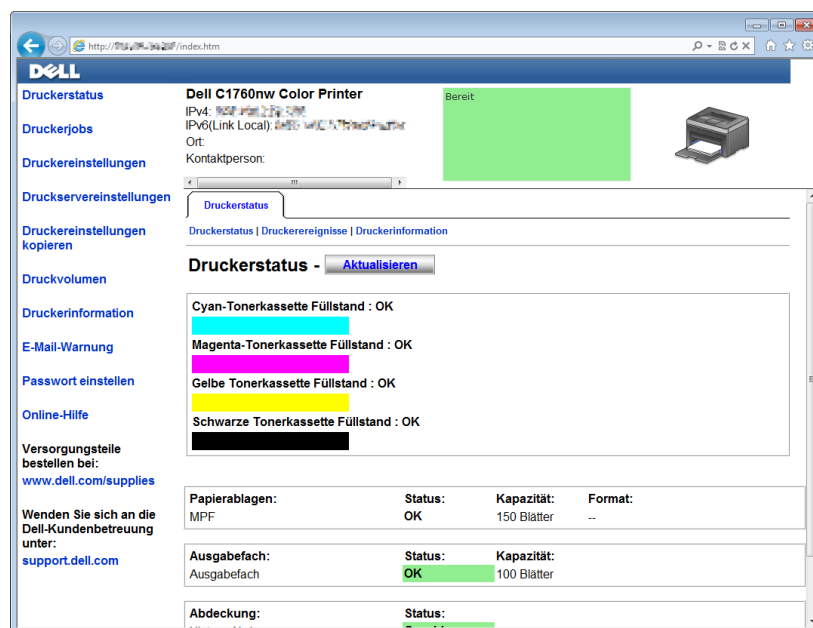 http:// /index.htm
DELL
Druckerstatus
Druckerjobs
Druckereinstellungen
Druckservereinstellungen
Druckereinstellungen
kopieren
Druckvolumen
Druckerinformation
E-Mail-Warnung
Passwort einstellen
Online-Hilfe
Versorgungsteile
bestellen bei:
www.dell.com/supplies
Wenden Sie sich an die
Dell-Kundenbetreuung
unter:
support.dell.com
Dell C1760nw Color Printer
IPv4:
IPv6(Link Local):
Ort:
Kontaktperson:
Bereit
Druckerstatus
Druckerstatus | Druckerereignisse | Druckerinformation
Druckerstatus - Aktualisieren
Cyan-Tonerkassette Füllstand : OK
Magenta-Tonerkassette Füllstand : OK
Gelbe Tonerkassette Füllstand : OK
Schwarze Tonerkassette Füllstand : OK
Papierablagen: Status: Kapazität: Format:
MPF OK 150 Blätter --
Ausgabefach: Status: Kapazität:
Ausgabefach OK 100 Blätter
Abdeckung: Status: